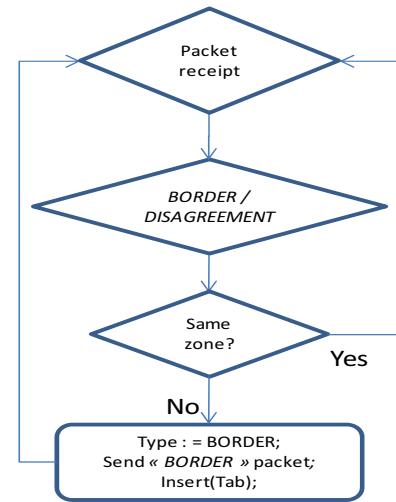 Packet
receipt
BORDER /
DISAGREEMENT
Same
zone?
Yes
No
Type : = BORDER;
Send « BORDER » packet;
Insert(Tab);